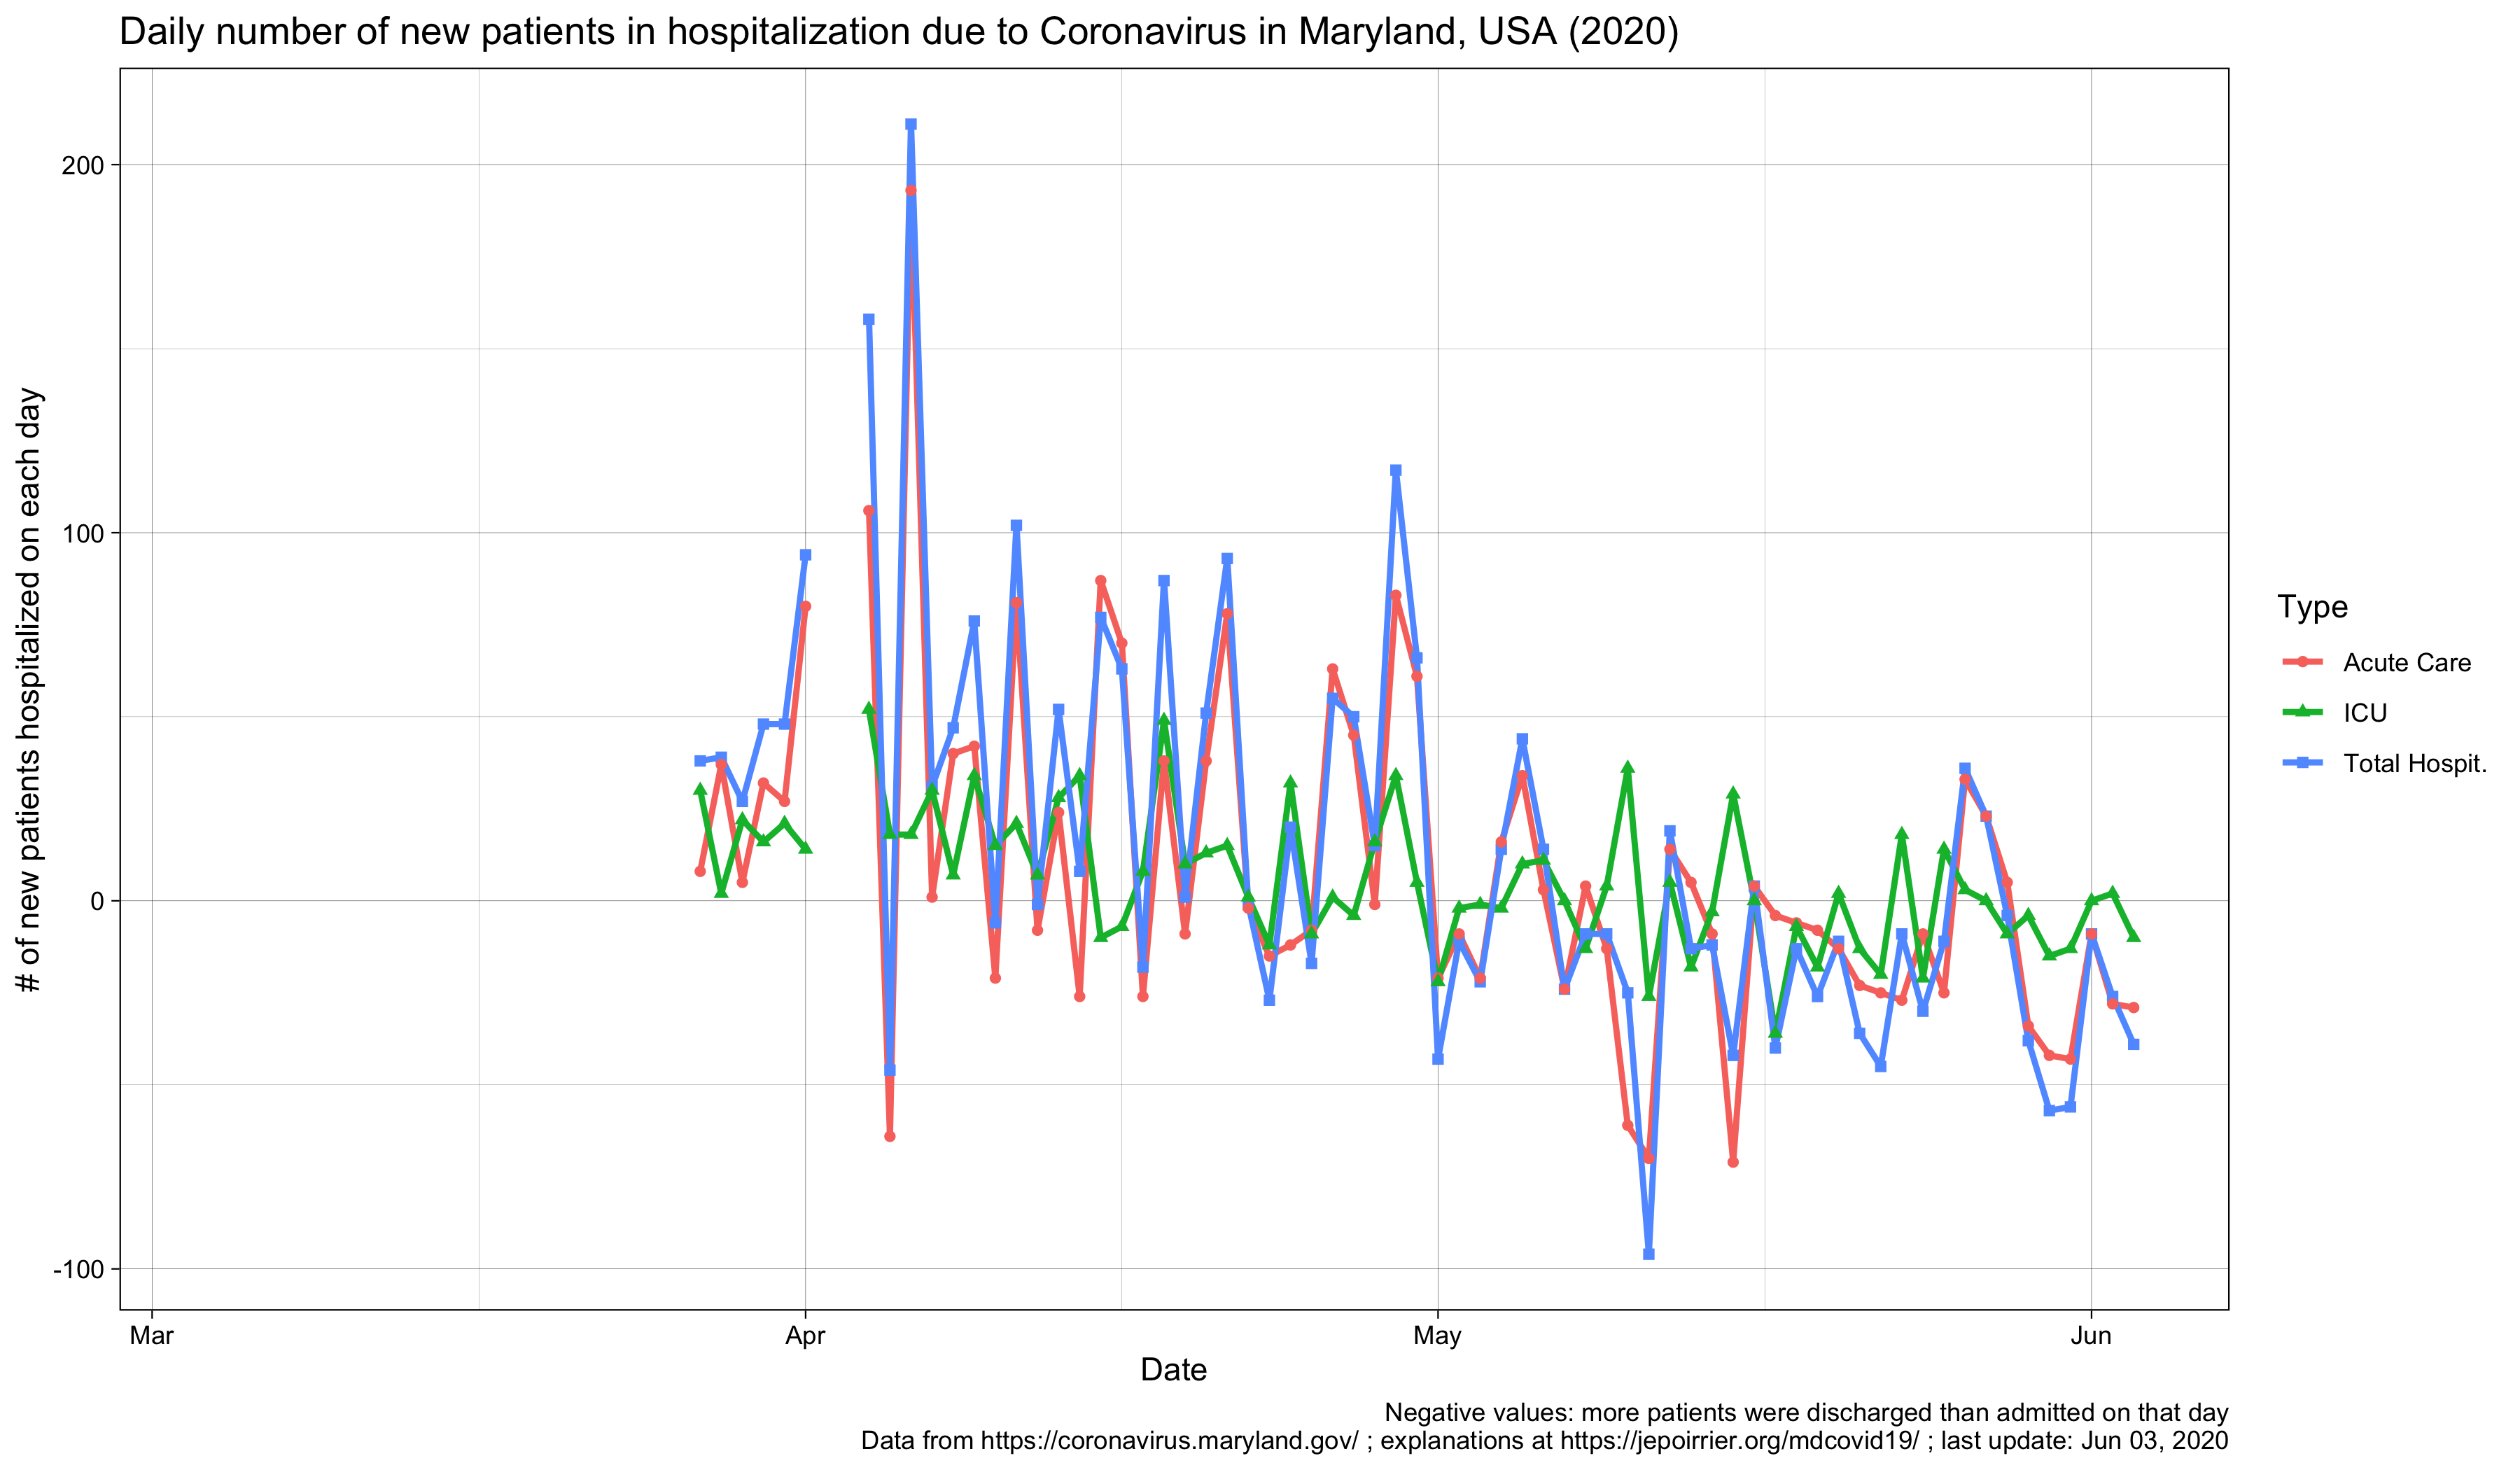 Daily number of new patients in hospitalization due to Coronavirus in Maryland, USA (2020)
# of new patients hospitalized on each day
200
100
0
-100
Mar
Apr
May
Jun
Date
Type
Acute Care
ICU
Total Hospit.
Negative values: more patients were discharged than admitted on that day
Data from https://coronavirus.maryland.gov/ ; explanations at https://jepoirrier.org/mdcovid19/ ; last update: Jun 03, 2020